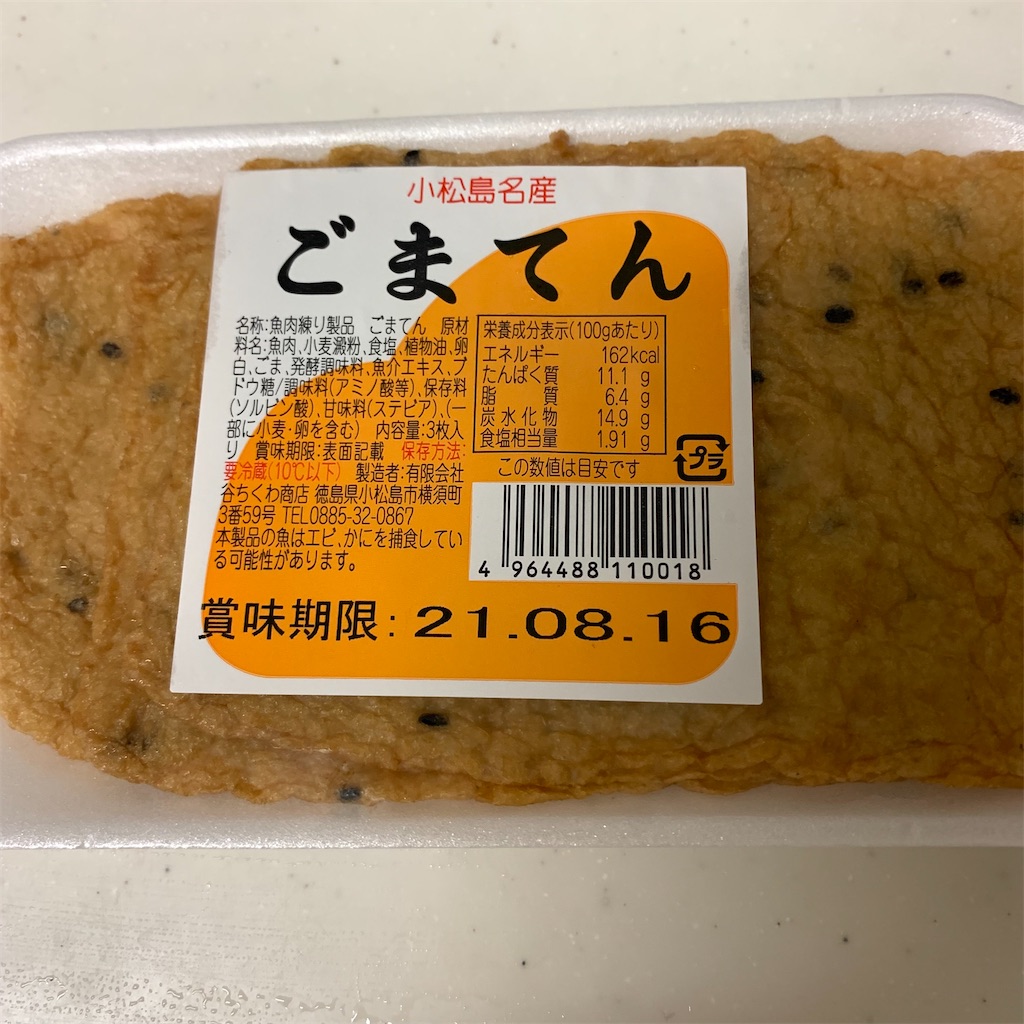 小松島名産
ごまてん
名称:魚肉練り製品 ごまてん 原材
料名:魚肉、小麦澱粉、食塩、植物油、卵
白、ごま、発酵調味料、魚介エキス、ブ
ドウ糖/調味料(アミノ酸等)、保存料
(ソルビン酸)、甘味料(ステビア)、(一
部に小麦・卵を含む) 内容量:3枚入
り 賞味期限:表面記載 保存方法:
要冷蔵(10℃以下) 製造者:有限会社
谷ちくわ商店 徳島県小松島市横須町
3番59号 TEL0885-32-0867
本製品の魚はエビ、かにを捕食してい
る可能性があります。
栄養成分表示(100gあたり)
エネルギー 162kcal
たんぱく質 11.1 g
脂質 6.4 g
炭水化物 14.9 g
食塩相当量 1.91 g
この数値は目安です
プラ
4 964488 110018
賞味期限: 21.08.16